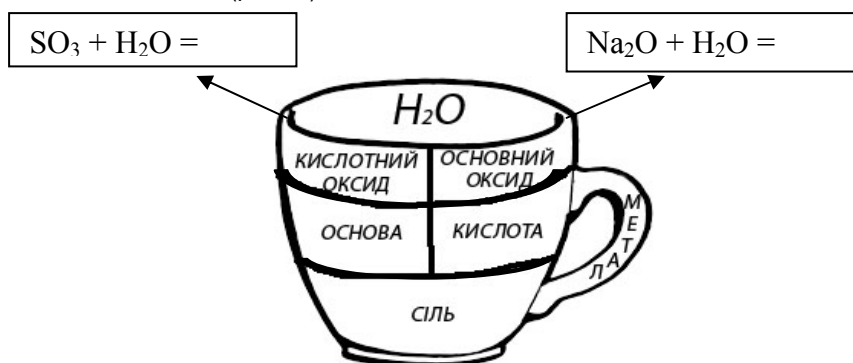 SO₃ + H₂O =
Na₂O + H₂O =
H₂O
КИСЛОТНИЙ ОКСИД
ОСНОВНИЙ ОКСИД
ОСНОВА
КИСЛОТА
МЕТАЛ
СІЛЬ